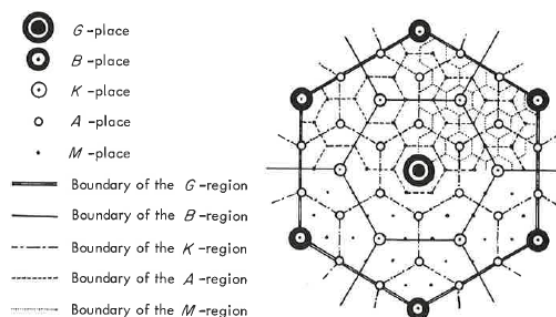 G-place
B-place
K-place
A-place
M-place
Boundary of the G-region
Boundary of the B-region
Boundary of the K-region
Boundary of the A-region
Boundary of the M-region